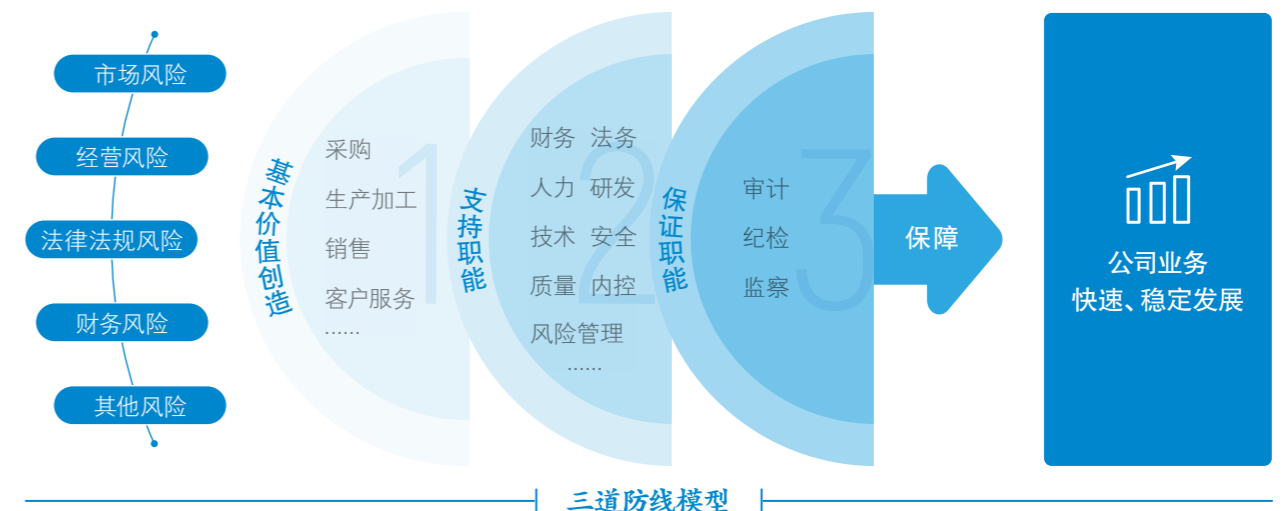 市场风险
经营风险
法律法规风险
财务风险
其他风险
基本价值创造
1
采购
生产加工
销售
客户服务
……
支持职能
2
财务 法务
人力 研发
技术 安全
质量 内控
风险管理
……
保证职能
3
审计
纪检
监察
保障
公司业务
快速、稳定发展
三道防线模型